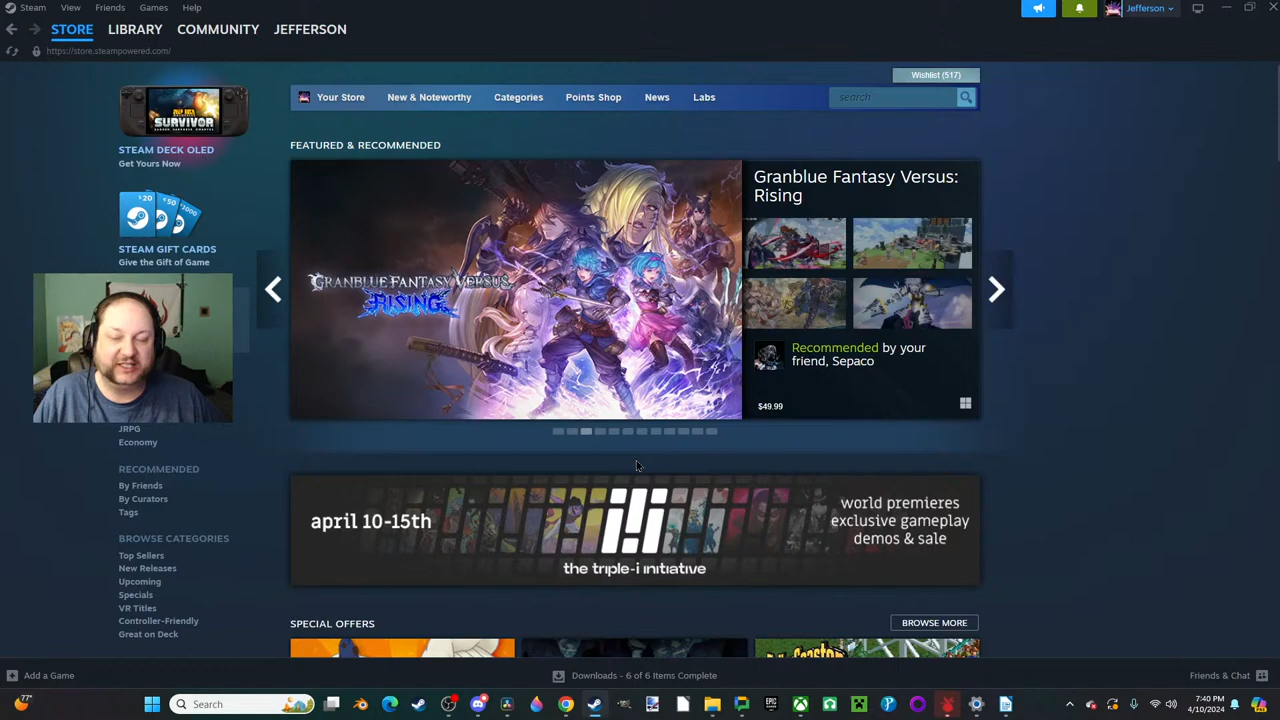 Steam View Friends Games Help
Jefferson
STORE LIBRARY COMMUNITY JEFFERSON
https://store.steampowered.com/
Wishlist (517)
Your Store New & Noteworthy Categories Points Shop News Labs search
SURVIVOR
STEAM DECK OLED
Get Yours Now
$20
STEAM GIFT CARDS
Give the Gift of Game
FEATURED & RECOMMENDED
GRANBLUE FANTASY VERSUS
RISING
Granblue Fantasy Versus:
Rising
Recommended by your
friend, Sepaco
$49.99
JRPG
Economy
RECOMMENDED
By Friends
By Curators
Tags
BROWSE CATEGORIES
Top Sellers
New Releases
Upcoming
Specials
VR Titles
Controller-Friendly
Great on Deck
april 10-15th
the triple-i initiative
world premieres
exclusive gameplay
demos & sale
SPECIAL OFFERS
BROWSE MORE
Add a Game
Downloads - 6 of 6 Items Complete
Friends & Chat
77°
Search
7:40 PM
4/10/2024